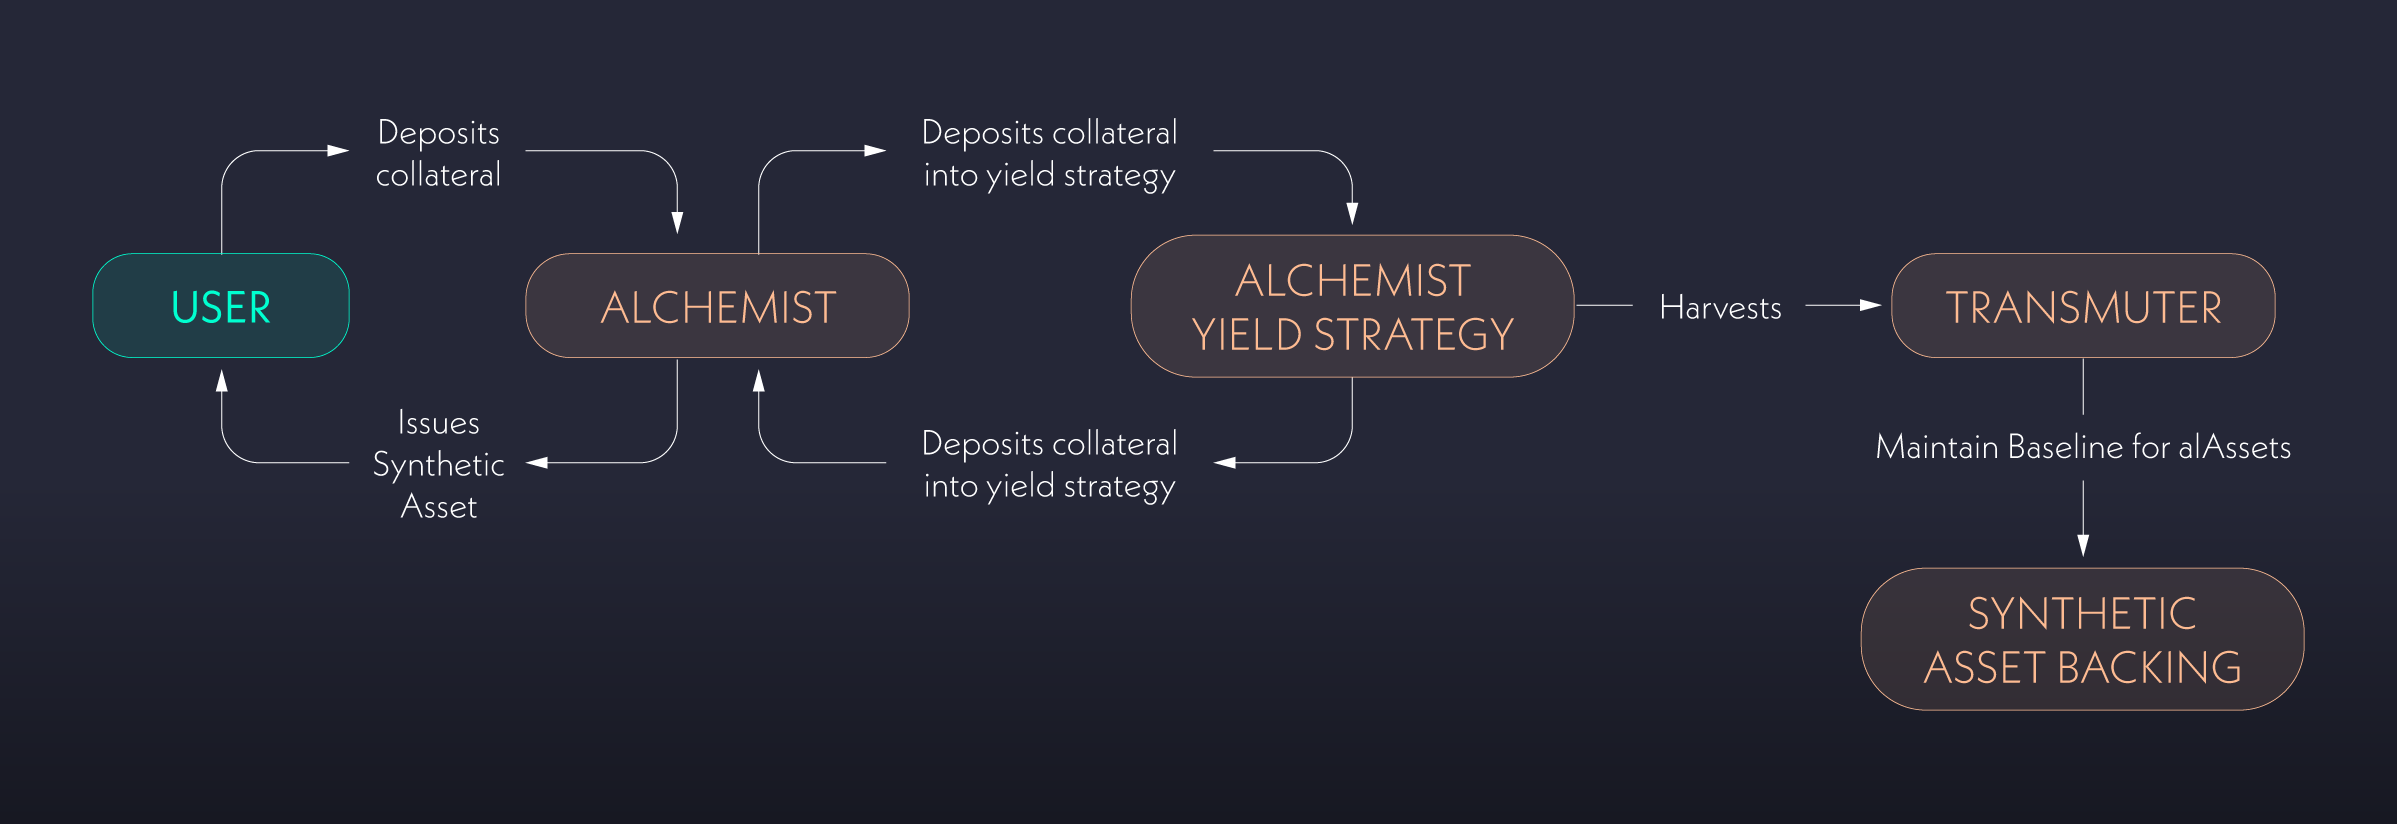 Deposits
collateral
Deposits collateral
into yield strategy
USER
ALCHEMIST
ALCHEMIST
YIELD STRATEGY
Harvests
TRANSMUTER
Issues
Synthetic
Asset
Deposits collateral
into yield strategy
Maintain Baseline for alAssets
SYNTHETIC
ASSET BACKING